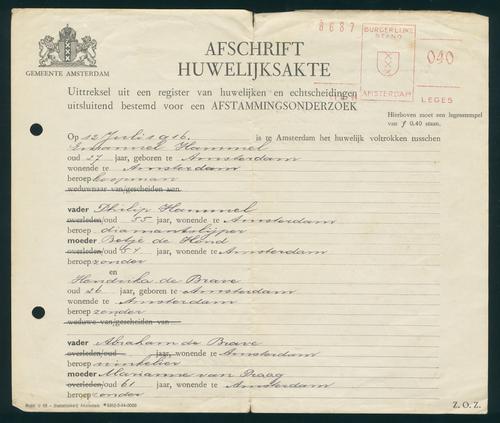 8687
BURGERLIJKE
STAND
040
AMSTERDAM
LEGES
GEMEENTE AMSTERDAM
AFSCHRIFT
HUWELIJKSAKTE
Uittreksel uit een register van huwelijken en echtscheidingen
uitsluitend bestemd voor een AFSTAMMINGSONDERZOEK
Hierboven moet een legesstempel
van ƒ 0.40 staan.
Op 12 Juli 1916. is te Amsterdam het huwelijk voltrokken tusschen
Emanuel Hammel
oud 27 jaar, geboren te Amsterdam
wonende te Amsterdam
beroep koopman
weduwnaar van/gescheiden van
vader Philip Hammel
overleden/oud 55 jaar, wonende te Amsterdam
beroep diamantslijper
moeder Betje de Hond
overleden/oud 54 jaar, wonende te Amsterdam
beroep zonder
en
Hendrika de Brave
oud 26 jaar, geboren te Amsterdam
wonende te Amsterdam
beroep zonder
weduwe van/gescheiden van
vader Abraham de Brave
overleden/oud jaar, wonende te Amsterdam
beroep winkelier
moeder Marianne van Praag
overleden/oud 61 jaar, wonende te Amsterdam
beroep zonder
Z. O. Z.